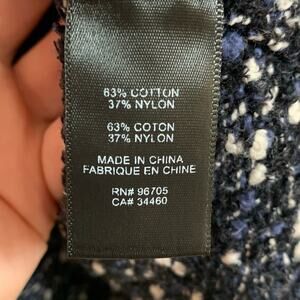 63% COTTON
37% NYLON
63% COTON
37% NYLON
MADE IN CHINA
FABRIQUE EN CHINE
RN# 96705
CA# 34460